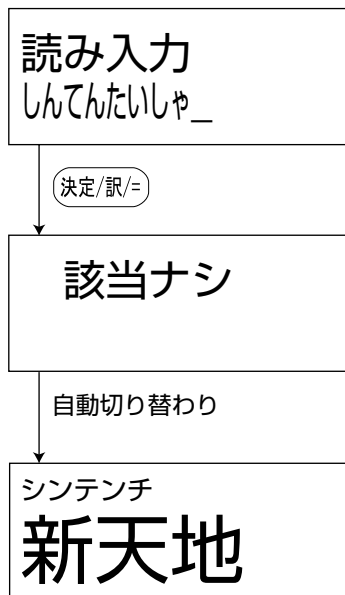 読み入力
しんてんたいしゃ_
決定/訳/=
該当ナシ
自動切り替わり
シンテンチ
新天地